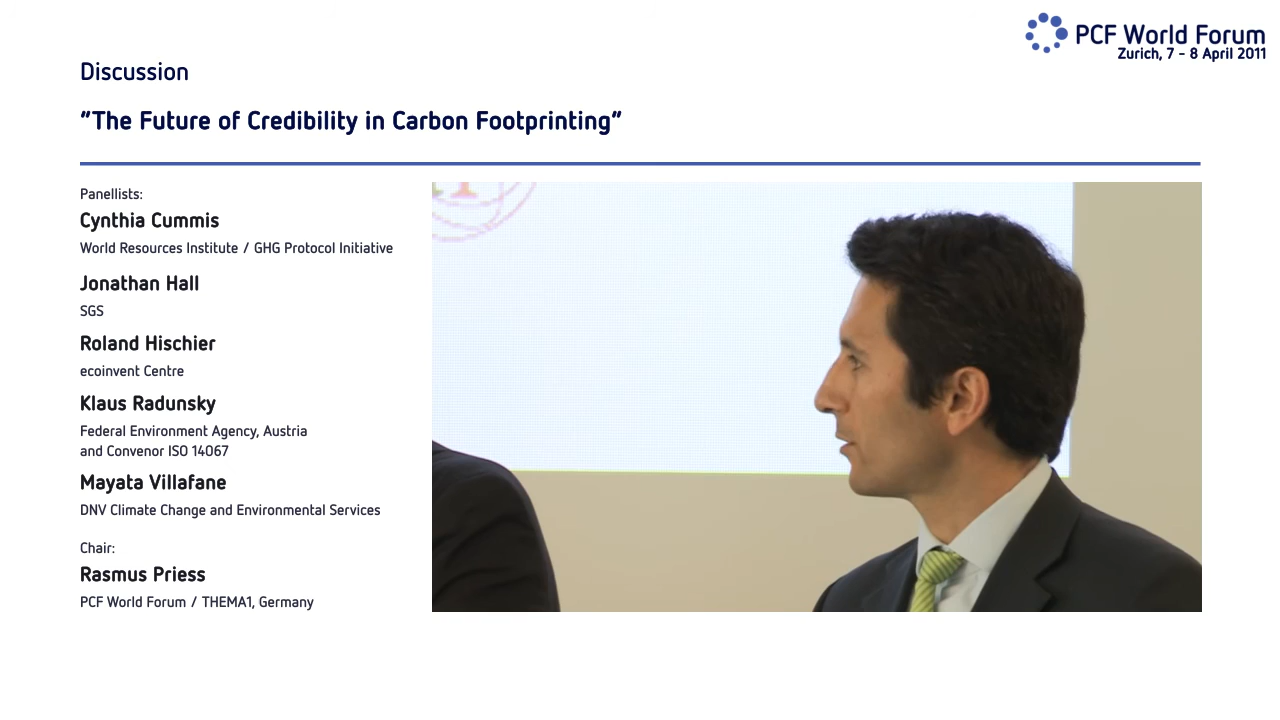 PCF World Forum
Zurich, 7 - 8 April 2011
Discussion
"The Future of Credibility in Carbon Footprinting"
Panellists:
Cynthia Cummis
World Resources Institute / GHG Protocol Initiative
Jonathan Hall
SGS
Roland Hischier
ecoinvent Centre
Klaus Radunsky
Federal Environment Agency, Austria
and Convenor ISO 14067
Mayata Villafane
DNV Climate Change and Environmental Services
Chair:
Rasmus Priess
PCF World Forum / THEMA1, Germany